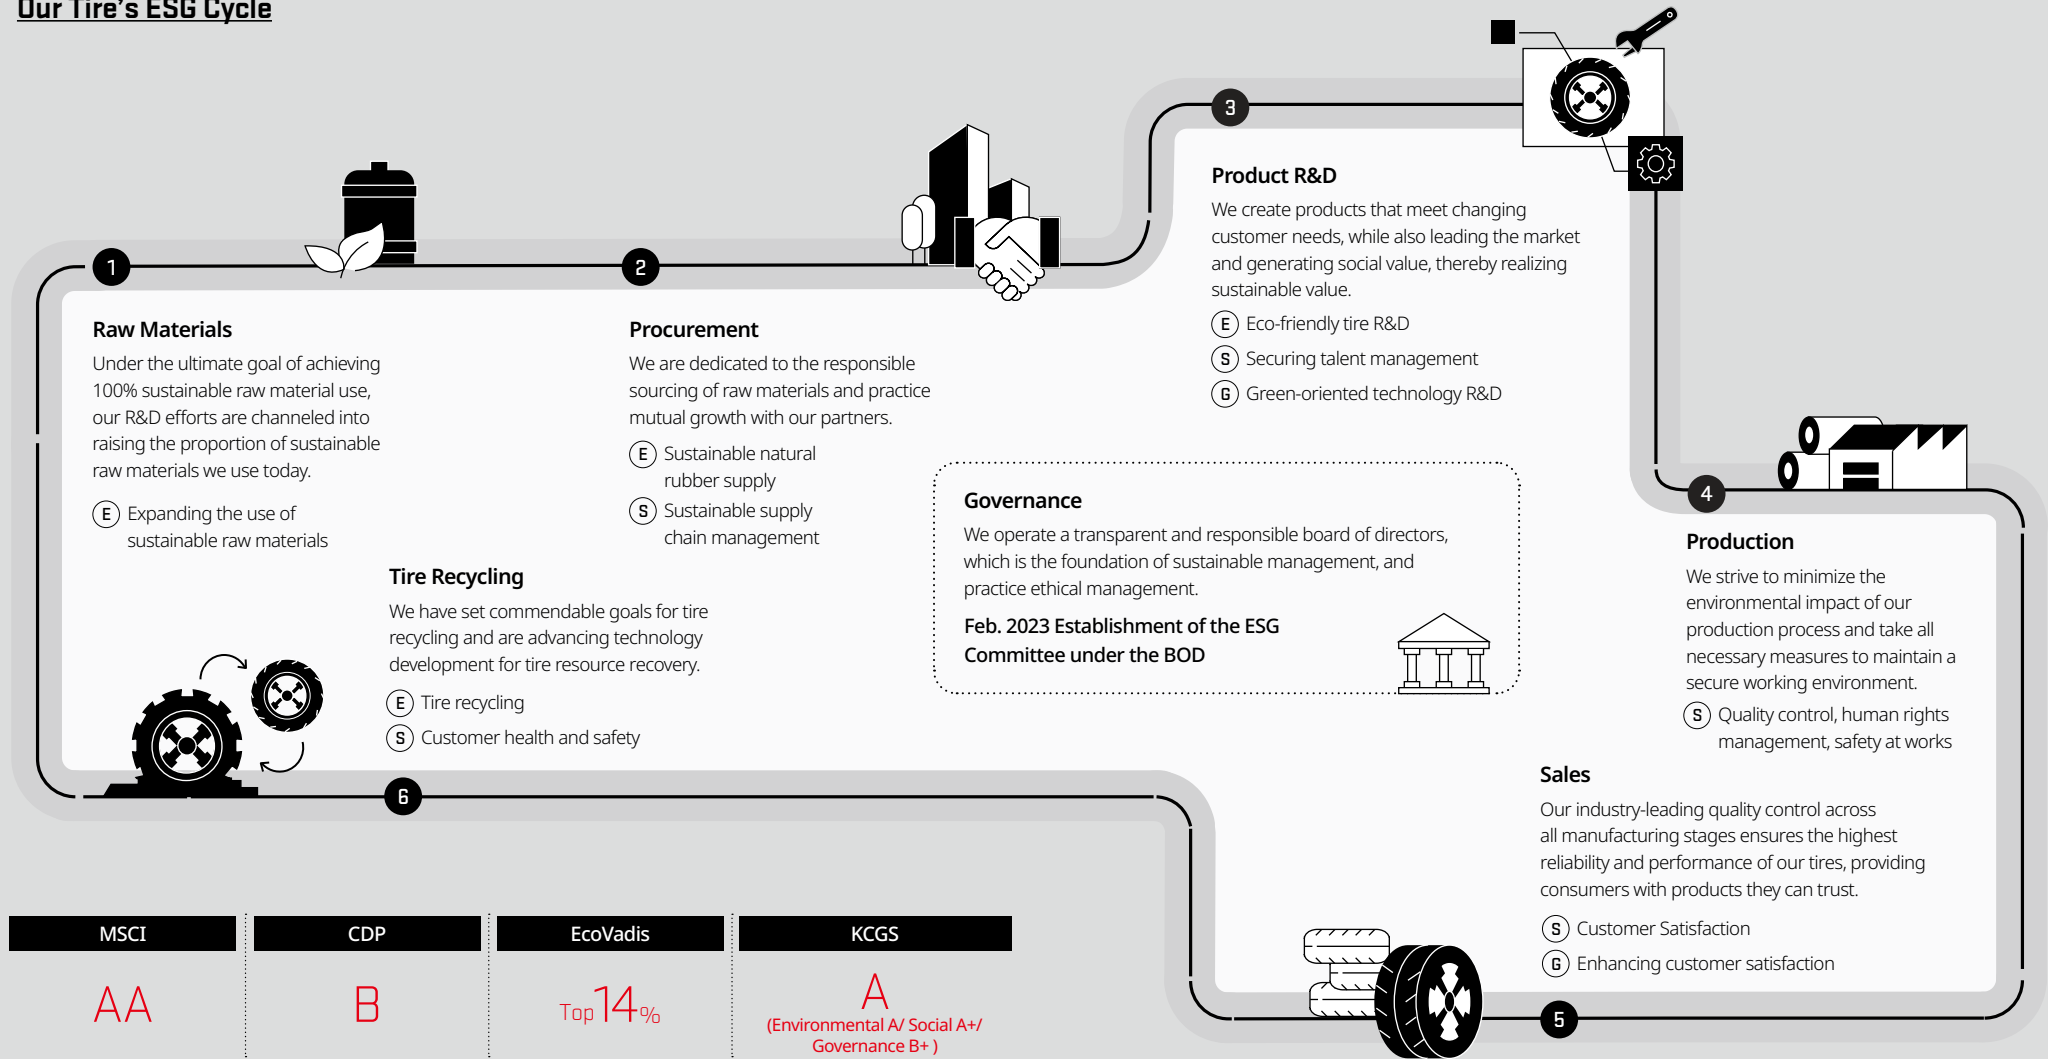 Our Tire's ESG Cycle
1
Raw Materials
Under the ultimate goal of achieving
100% sustainable raw material use,
our R&D efforts are channeled into
raising the proportion of sustainable
raw materials we use today.
E Expanding the use of
sustainable raw materials
2
Procurement
We are dedicated to the responsible
sourcing of raw materials and practice
mutual growth with our partners.
E Sustainable natural
rubber supply
S Sustainable supply
chain management
3
Product R&D
We create products that meet changing
customer needs, while also leading the market
and generating social value, thereby realizing
sustainable value.
E Eco-friendly tire R&D
S Securing talent management
G Green-oriented technology R&D
Governance
We operate a transparent and responsible board of directors,
which is the foundation of sustainable management, and
practice ethical management.
Feb. 2023 Establishment of the ESG
Committee under the BOD
4
Production
We strive to minimize the
environmental impact of our
production process and take all
necessary measures to maintain a
secure working environment.
S Quality control, human rights
management, safety at works
Sales
Our industry-leading quality control across
all manufacturing stages ensures the highest
reliability and performance of our tires, providing
consumers with products they can trust.
S Customer Satisfaction
G Enhancing customer satisfaction
5
Tire Recycling
We have set commendable goals for tire
recycling and are advancing technology
development for tire resource recovery.
E Tire recycling
S Customer health and safety
6
MSCI
AA
CDP
B
EcoVadis
Top 14%
KCGS
A
(Environmental A/ Social A+/
Governance B+ )